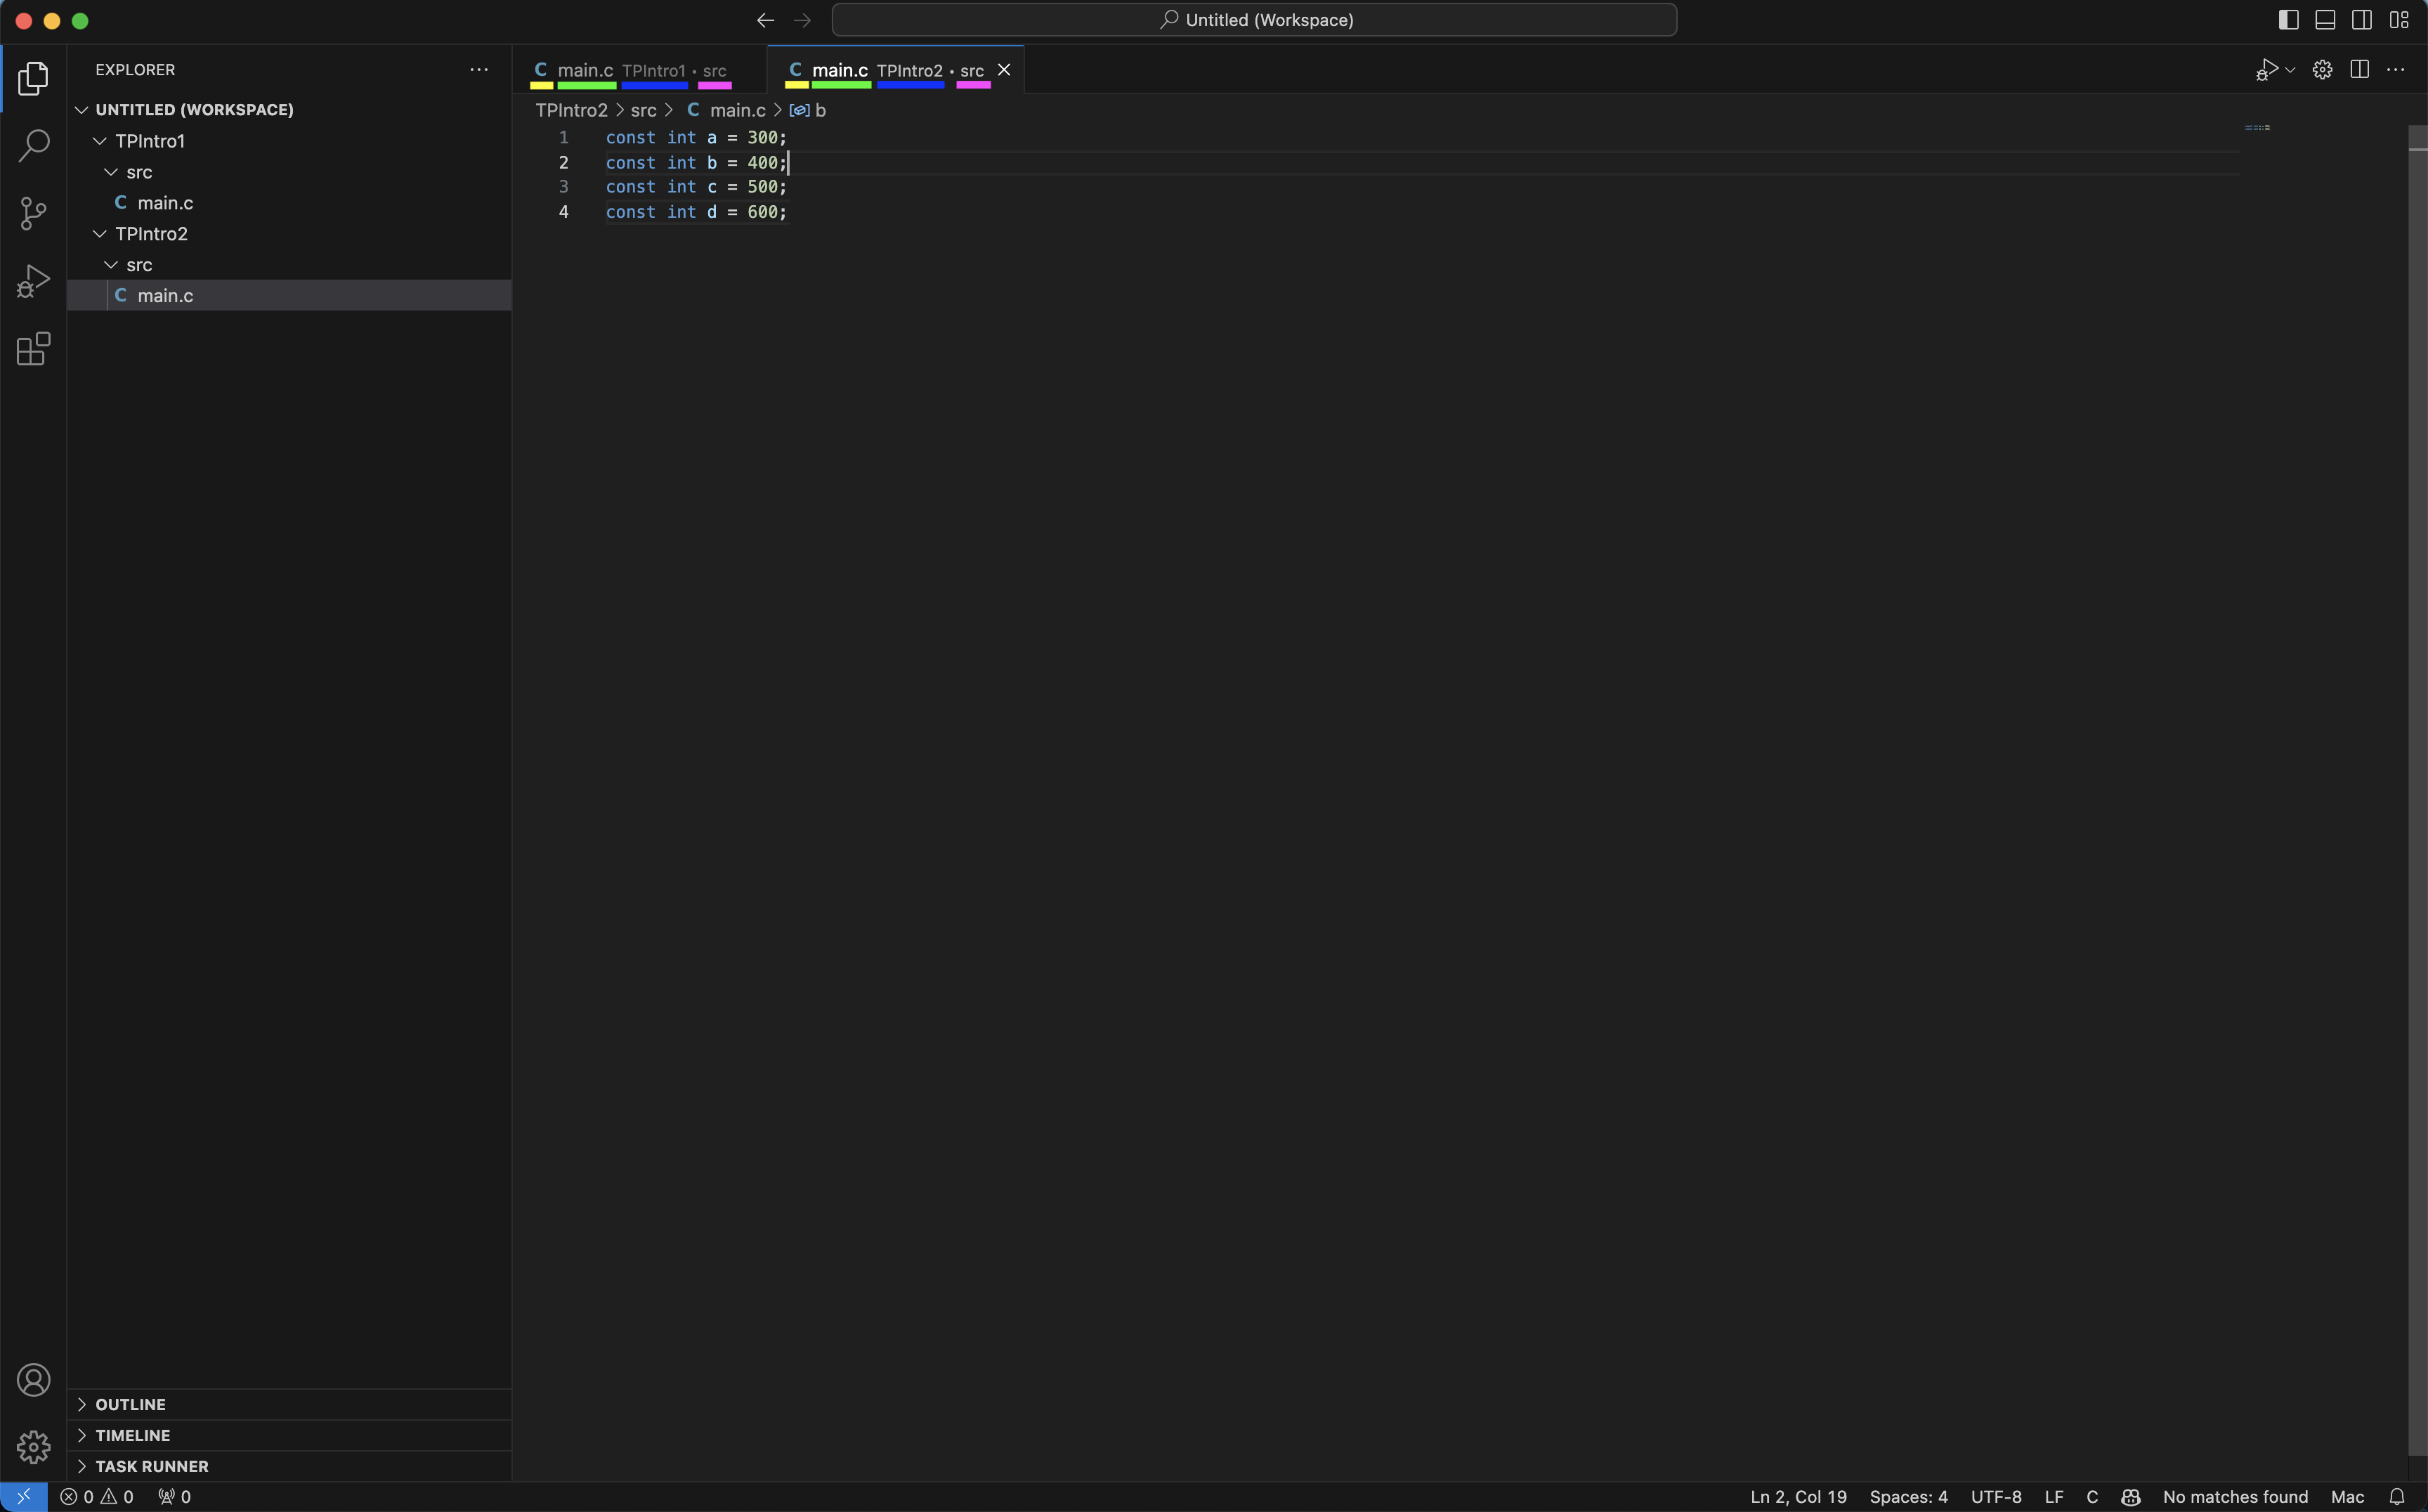 Untitled (Workspace)
EXPLORER
UNTITLED (WORKSPACE)
TPIntro1
src
C main.c
TPIntro2
src
C main.c
OUTLINE
TIMELINE
TASK RUNNER
C main.c TPIntro1 • src
C main.c TPIntro2 • src
TPIntro2 > src > C main.c > b
1 const int a = 300;
2 const int b = 400;
3 const int c = 500;
4 const int d = 600;
0 0 0
Ln 2, Col 19 Spaces: 4 UTF-8 LF C No matches found Mac